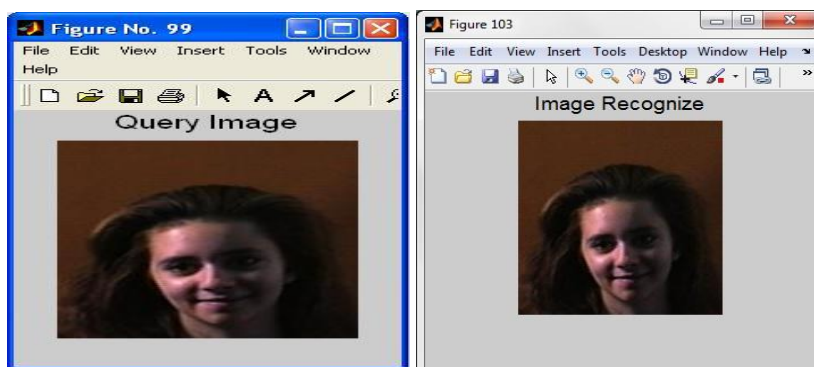 Figure No. 99
File Edit View Insert Tools Window
Help
A
Query Image
Figure 103
File Edit View Insert Tools Desktop Window Help
Image Recognize